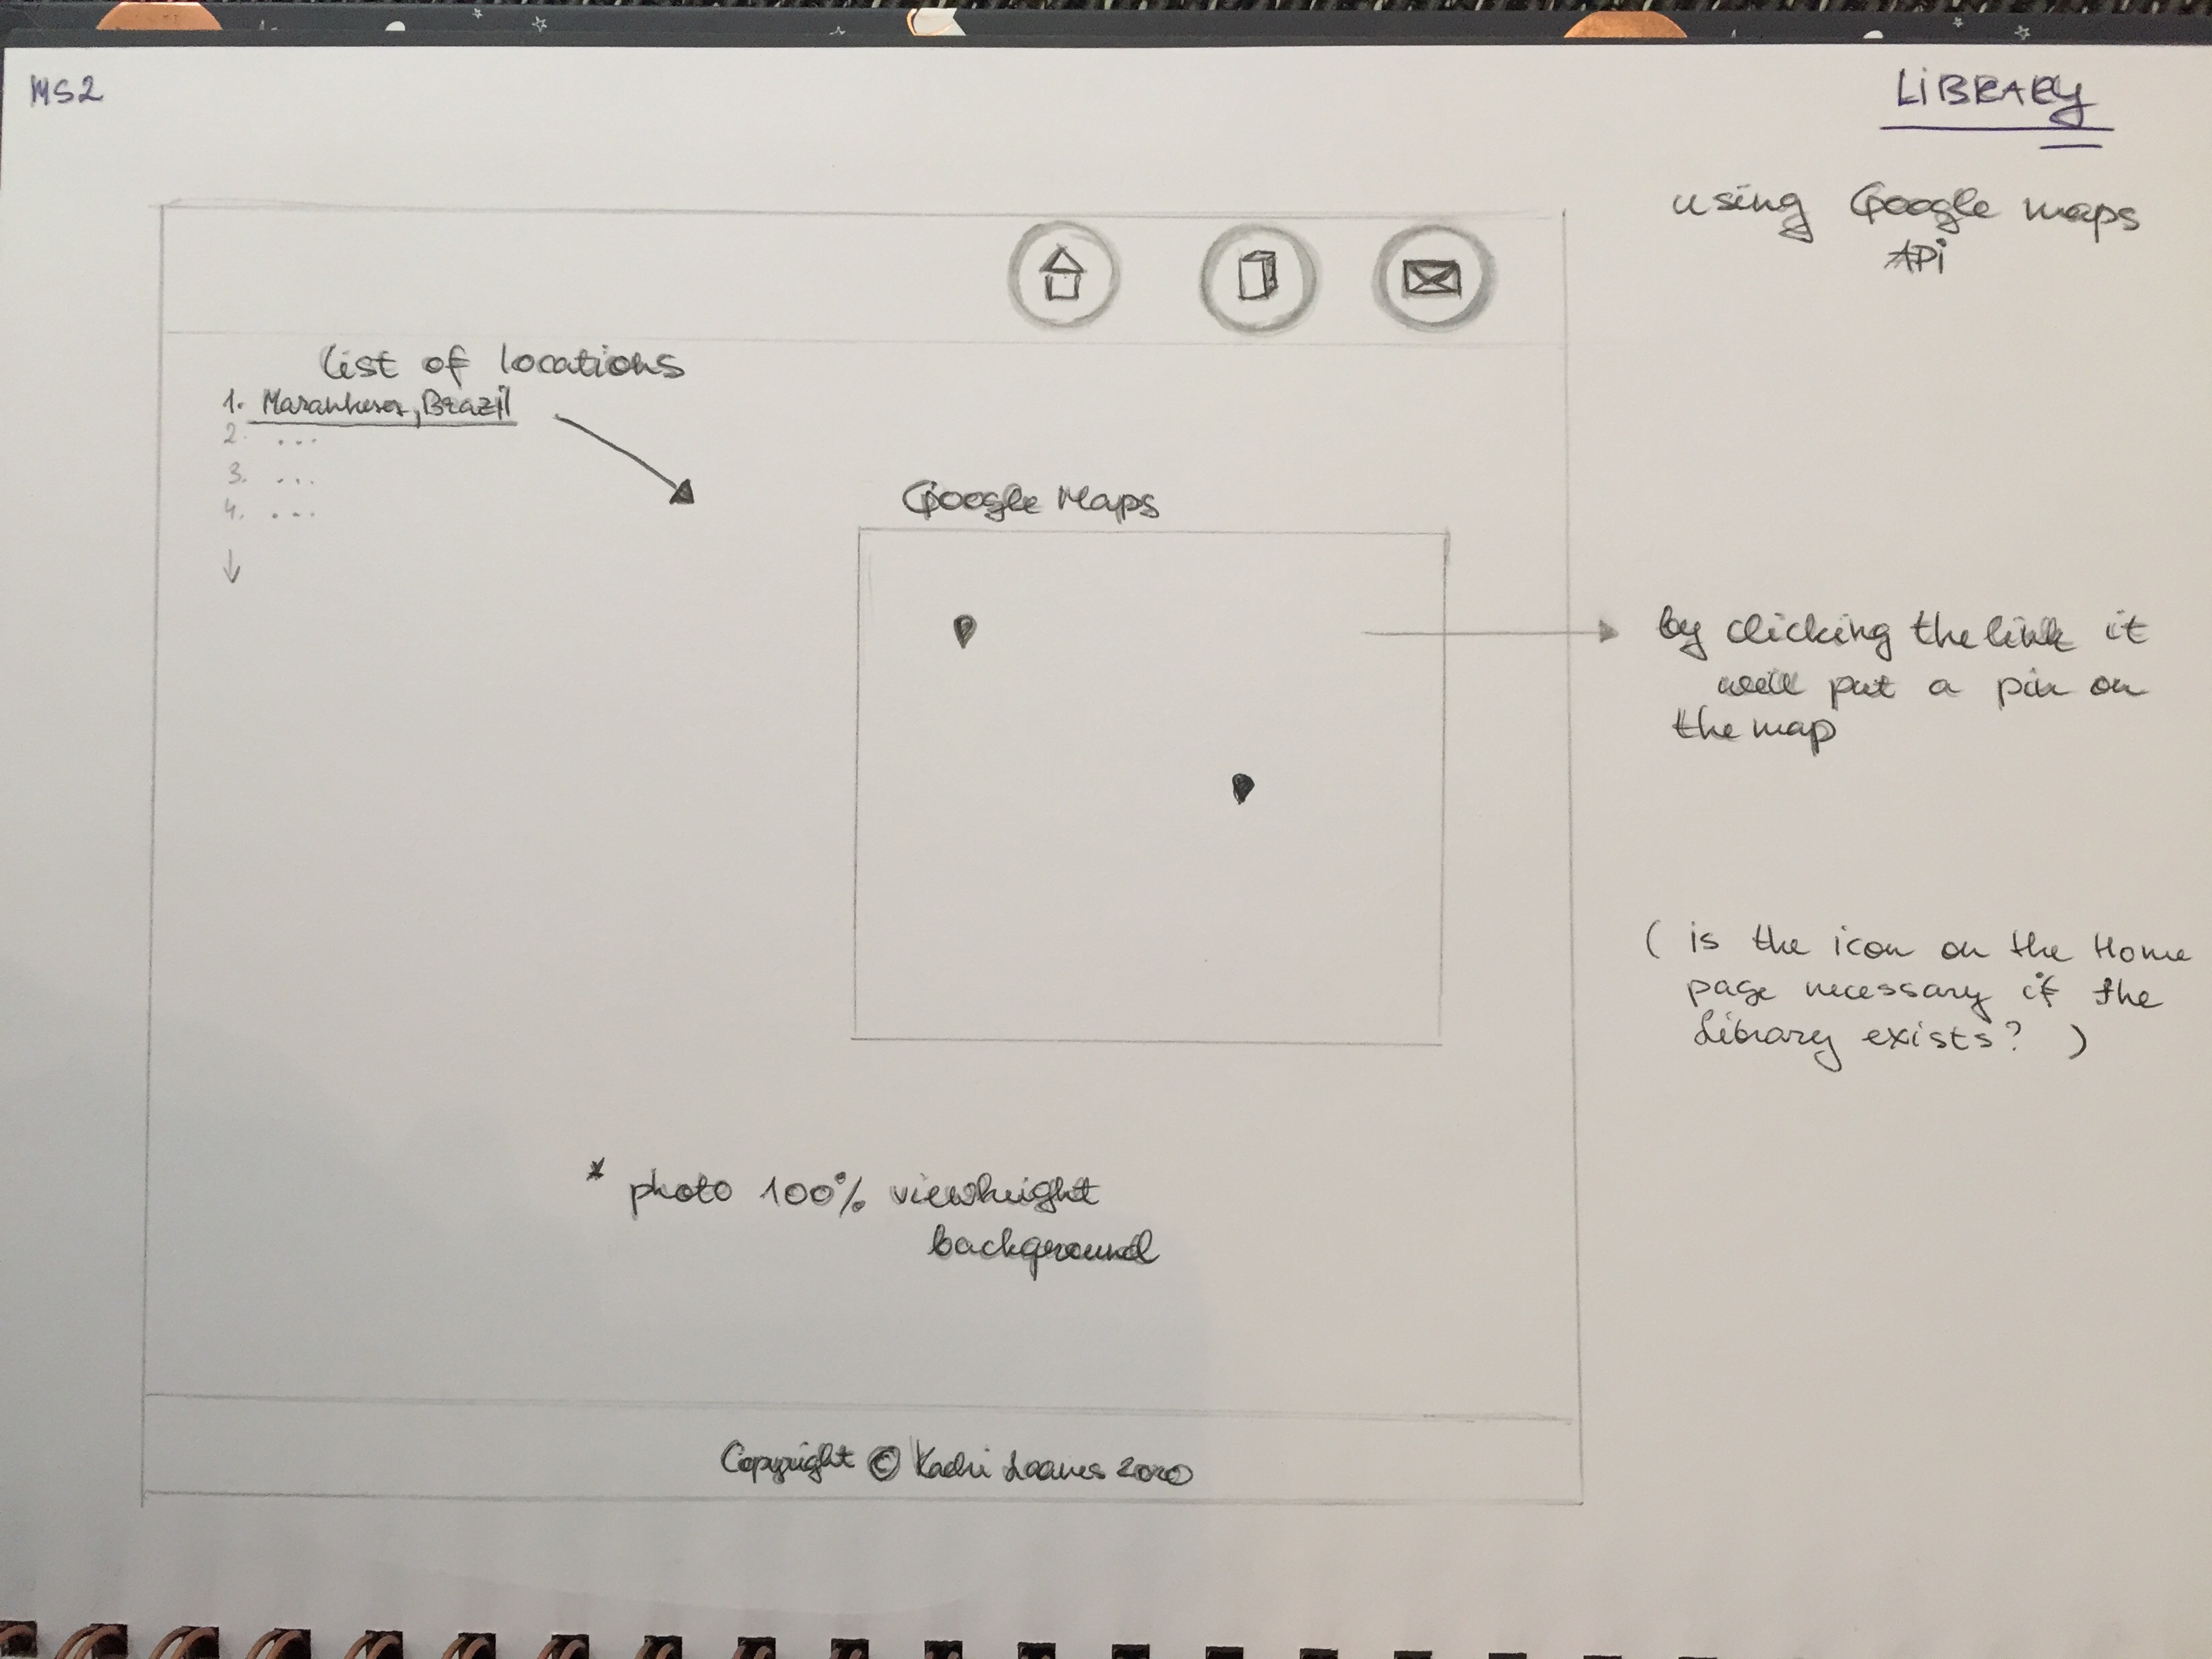 MS2
LiBRARY
using Google maps
APi
list of locations
1. Maranheses, Brazil
2. ...
3. ...
4. ...
Google Maps
by clicking the link it
will put a pin on
the map
( is the icon on the Home
page necessary if the
Library exists? )
* photo 100% viewheight
background
Copyright © Kadri Looves 2020